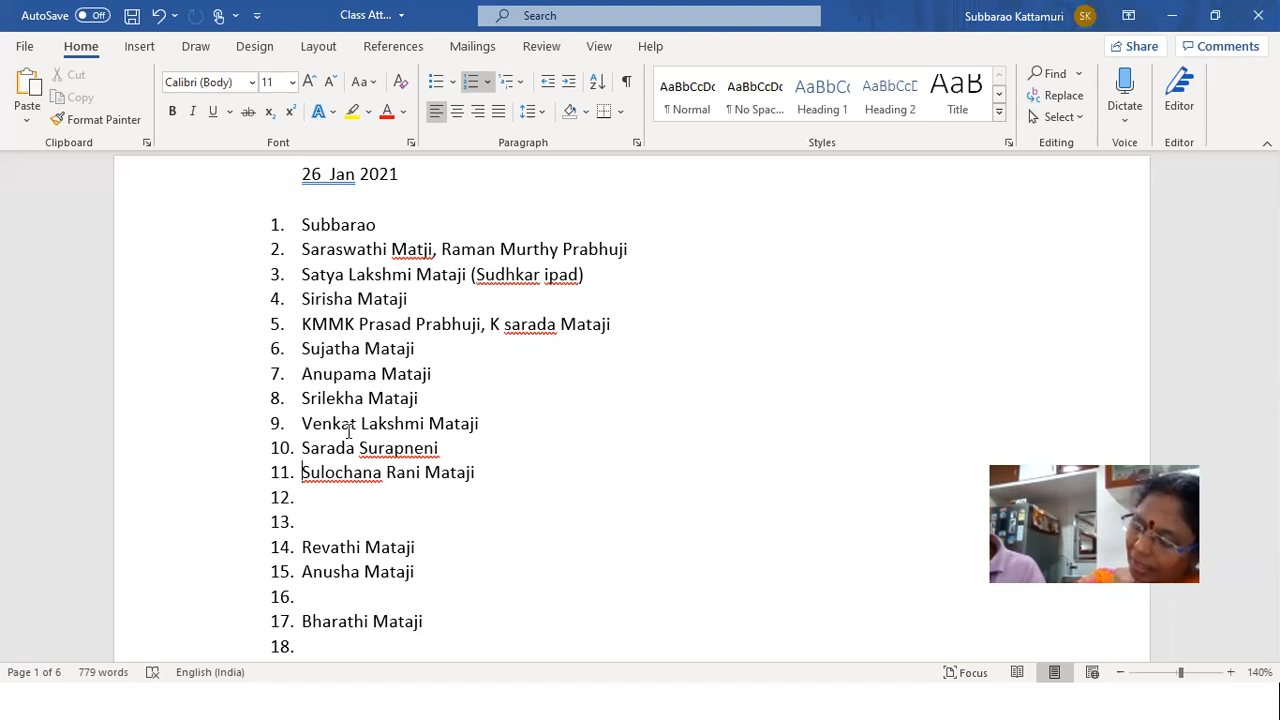 AutoSave Off Class Att... Search Subbarao Kattamuri SK
File Home Insert Draw Design Layout References Mailings Review View Help Share Comments
Paste Cut Copy Format Painter
Calibri (Body) 11 Aa A
B I U ab x₂ x² A A
AaBbCcDc AaBbCcDc AaBbCc AaBbCcE AaB
¶ Normal ¶ No Spac... Heading 1 Heading 2 Title
Find Replace Select
Dictate Editor
Clipboard Font Paragraph Styles Editing Voice Editor
26 Jan 2021
1. Subbarao
2. Saraswathi Matji, Raman Murthy Prabhuji
3. Satya Lakshmi Mataji (Sudhkar ipad)
4. Sirisha Mataji
5. KMMK Prasad Prabhuji, K sarada Mataji
6. Sujatha Mataji
7. Anupama Mataji
8. Srilekha Mataji
9. Venkat Lakshmi Mataji
10. Sarada Surapneni
11. Sulochana Rani Mataji
12.
13.
14. Revathi Mataji
15. Anusha Mataji
16.
17. Bharathi Mataji
18.
Page 1 of 6 779 words English (India) Focus 140%